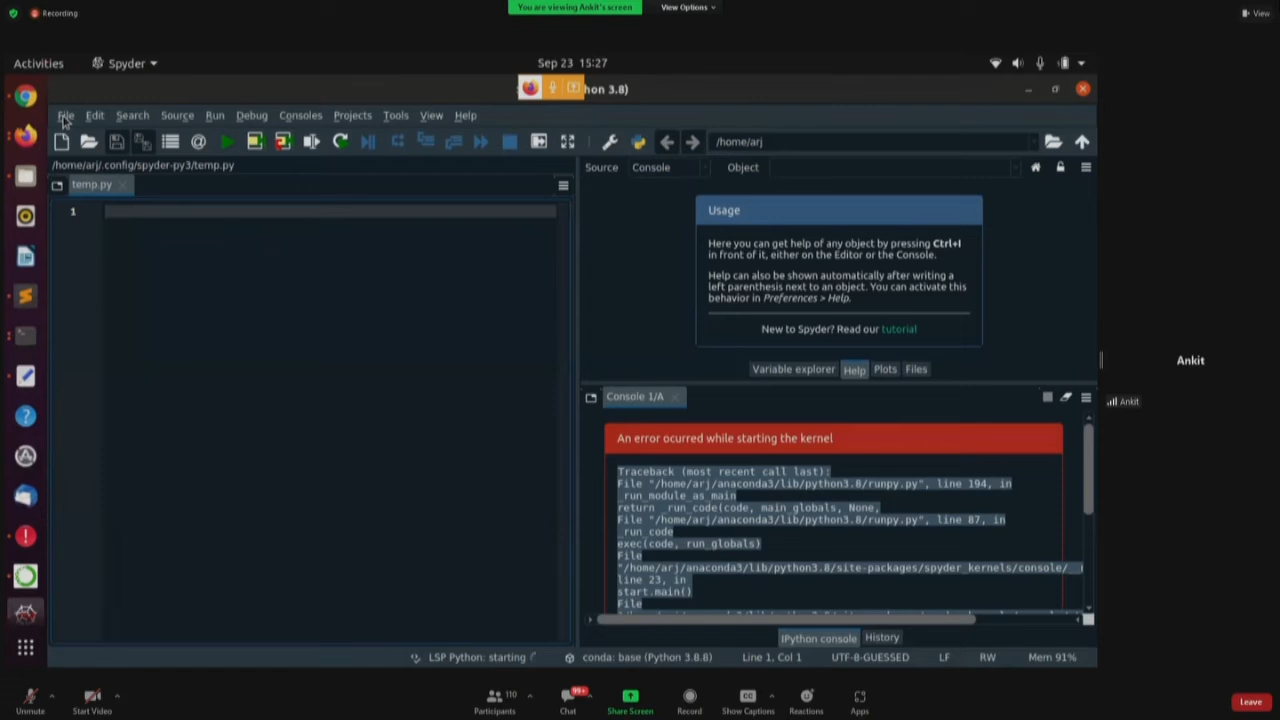 Recording
You are viewing Ankit's screen
View Options
View
Activities
Spyder
Sep 23 15:27
hon 3.8)
File Edit Search Source Run Debug Consoles Projects Tools View Help
/home/arj
/home/arj/.config/spyder-py3/temp.py
temp.py
1
Source Console Object
Usage
Here you can get help of any object by pressing Ctrl+I
in front of it, either on the Editor or the Console.
Help can also be shown automatically after writing a
left parenthesis next to an object. You can activate this
behavior in Preferences > Help.
New to Spyder? Read our tutorial
Variable explorer Help Plots Files
Console 1/A
An error ocurred while starting the kernel
Traceback (most recent call last):
File "/home/arj/anaconda3/lib/python3.8/runpy.py", line 194, in
_run_module_as_main
return _run_code(code, main_globals, None,
File "/home/arj/anaconda3/lib/python3.8/runpy.py", line 87, in
_run_code
exec(code, run_globals)
File
"/home/arj/anaconda3/lib/python3.8/site-packages/spyder_kernels/console/
line 23, in
start.main()
File
IPython console History
LSP Python: starting
conda: base (Python 3.8.8)
Line 1, Col 1
UTF-8-GUESSED
LF
RW
Mem 91%
Ankit
Ankit
Unmute
Start Video
110
Participants
99+
Chat
Share Screen
Record
CC
Show Captions
Reactions
Apps
Leave